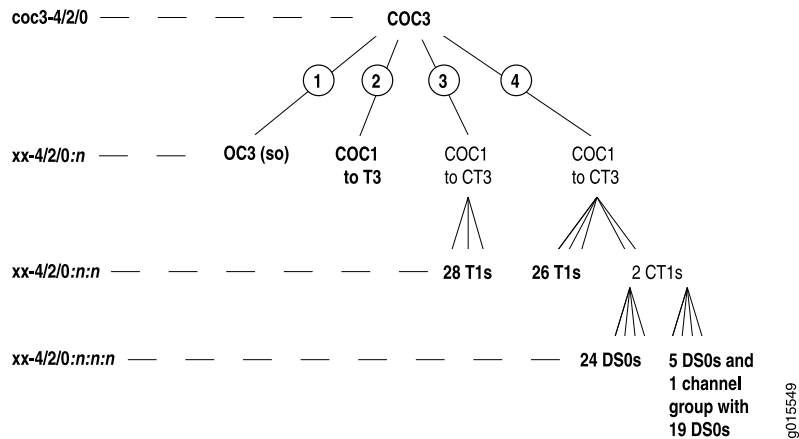 coc3-4/2/0
COC3
1
2
3
4
xx-4/2/0:n
OC3 (so)
COC1
to T3
COC1
to CT3
COC1
to CT3
xx-4/2/0:n:n
28 T1s
26 T1s
2 CT1s
xx-4/2/0:n:n:n
24 DS0s
5 DS0s and
1 channel
group with
19 DS0s
g015549